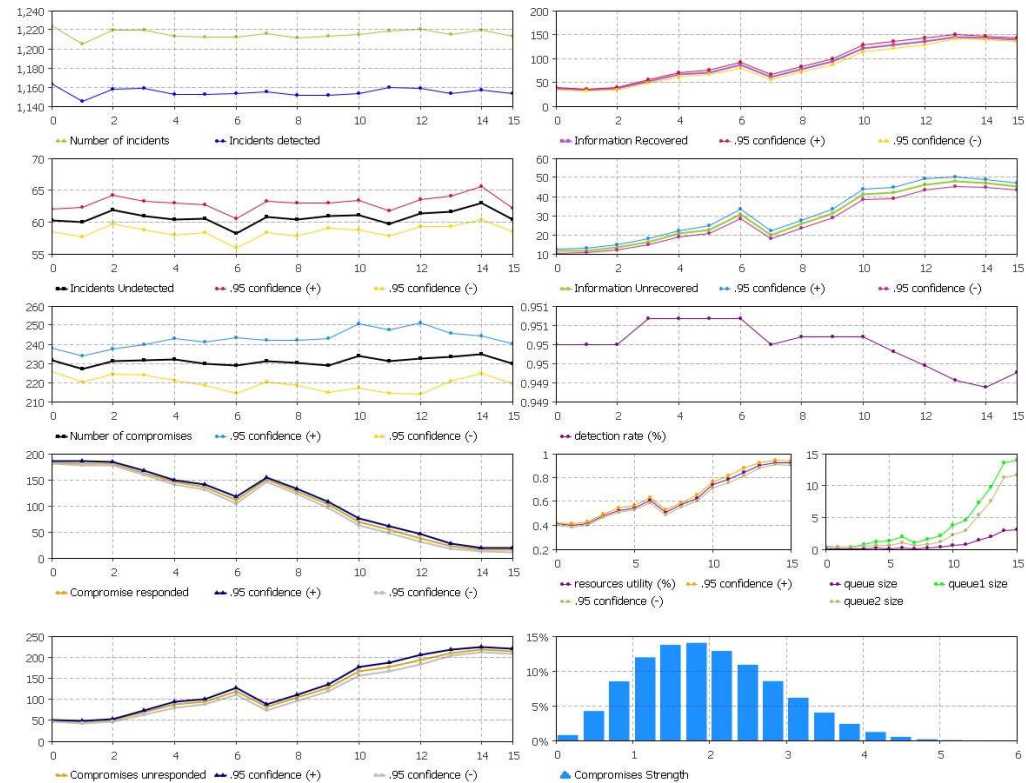 1,240
1,220
1,200
1,180
1,160
1,140
0 2 4 6 8 10 12 14 15
Number of incidents Incidents detected
200
150
100
50
0
0 2 4 6 8 10 12 14 15
Information Recovered .95 confidence (+) .95 confidence (-)
70
65
60
55
0 2 4 6 8 10 12 14 15
Incidents Undetected .95 confidence (+) .95 confidence (-)
60
50
40
30
20
10
0 2 4 6 8 10 12 14 15
Information Unrecovered .95 confidence (+) .95 confidence (-)
260
250
240
230
220
210
0 2 4 6 8 10 12 14 15
Number of compromises .95 confidence (+) .95 confidence (-)
0.951
0.951
0.95
0.949
0.949
0 2 4 6 8 10 12 14 15
detection rate (%)
200
150
100
50
0
0 2 4 6 8 10 12 14 15
Compromise responded .95 confidence (+) .95 confidence (-)
1
0.8
0.6
0.4
0.2
0 5 10 15
resources utility (%) .95 confidence (+)
.95 confidence (-)
15
10
5
0
0 5 10 15
queue size queue1 size
queue2 size
250
200
150
100
50
0
0 2 4 6 8 10 12 14 15
Compromises unresponded .95 confidence (+) .95 confidence (-)
15%
10%
5%
0%
0 1 2 3 4 5 6
Compromises Strength